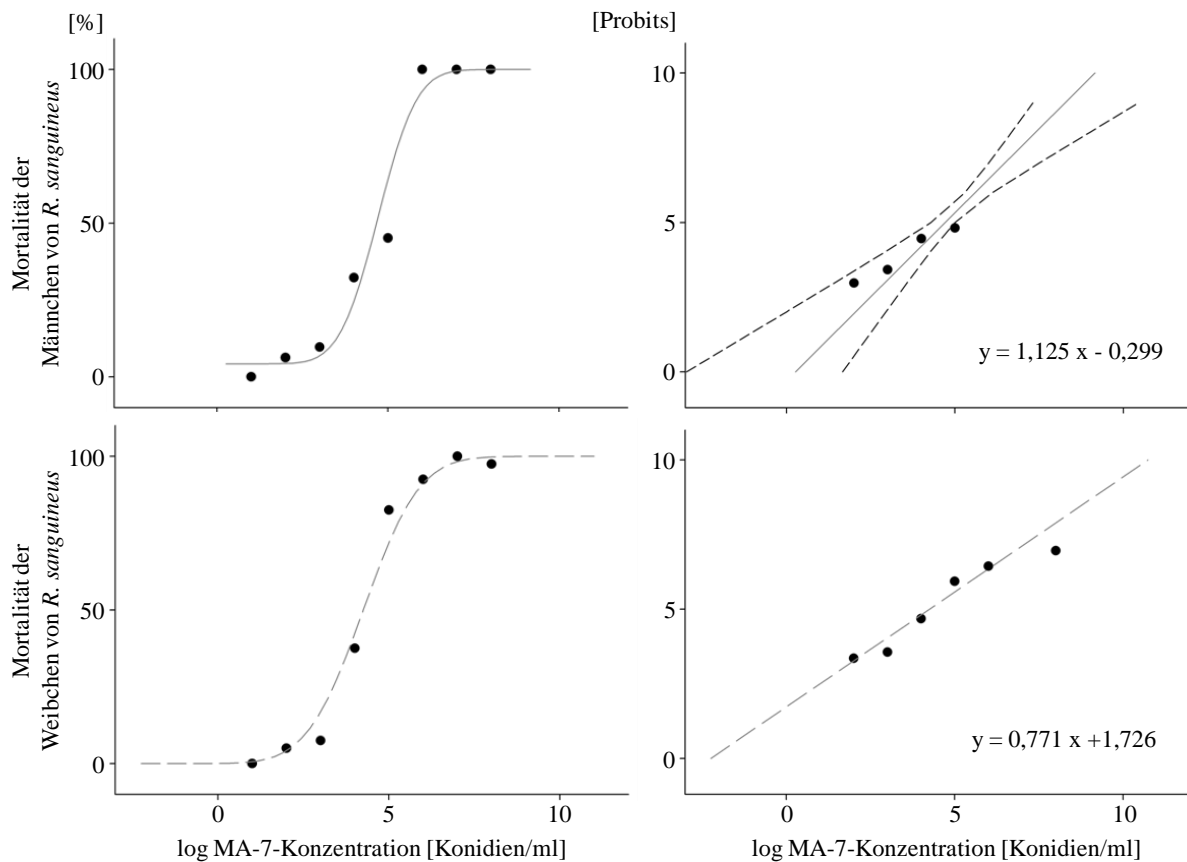 [%]
[Probits]
100
50
0
Mortalität der
Männchen von R. sanguineus
10
5
0
y = 1,125 x - 0,299
100
50
0
Mortalität der
Weibchen von R. sanguineus
0
5
10
log MA-7-Konzentration [Konidien/ml]
10
5
0
y = 0,771 x +1,726
0
5
10
log MA-7-Konzentration [Konidien/ml]